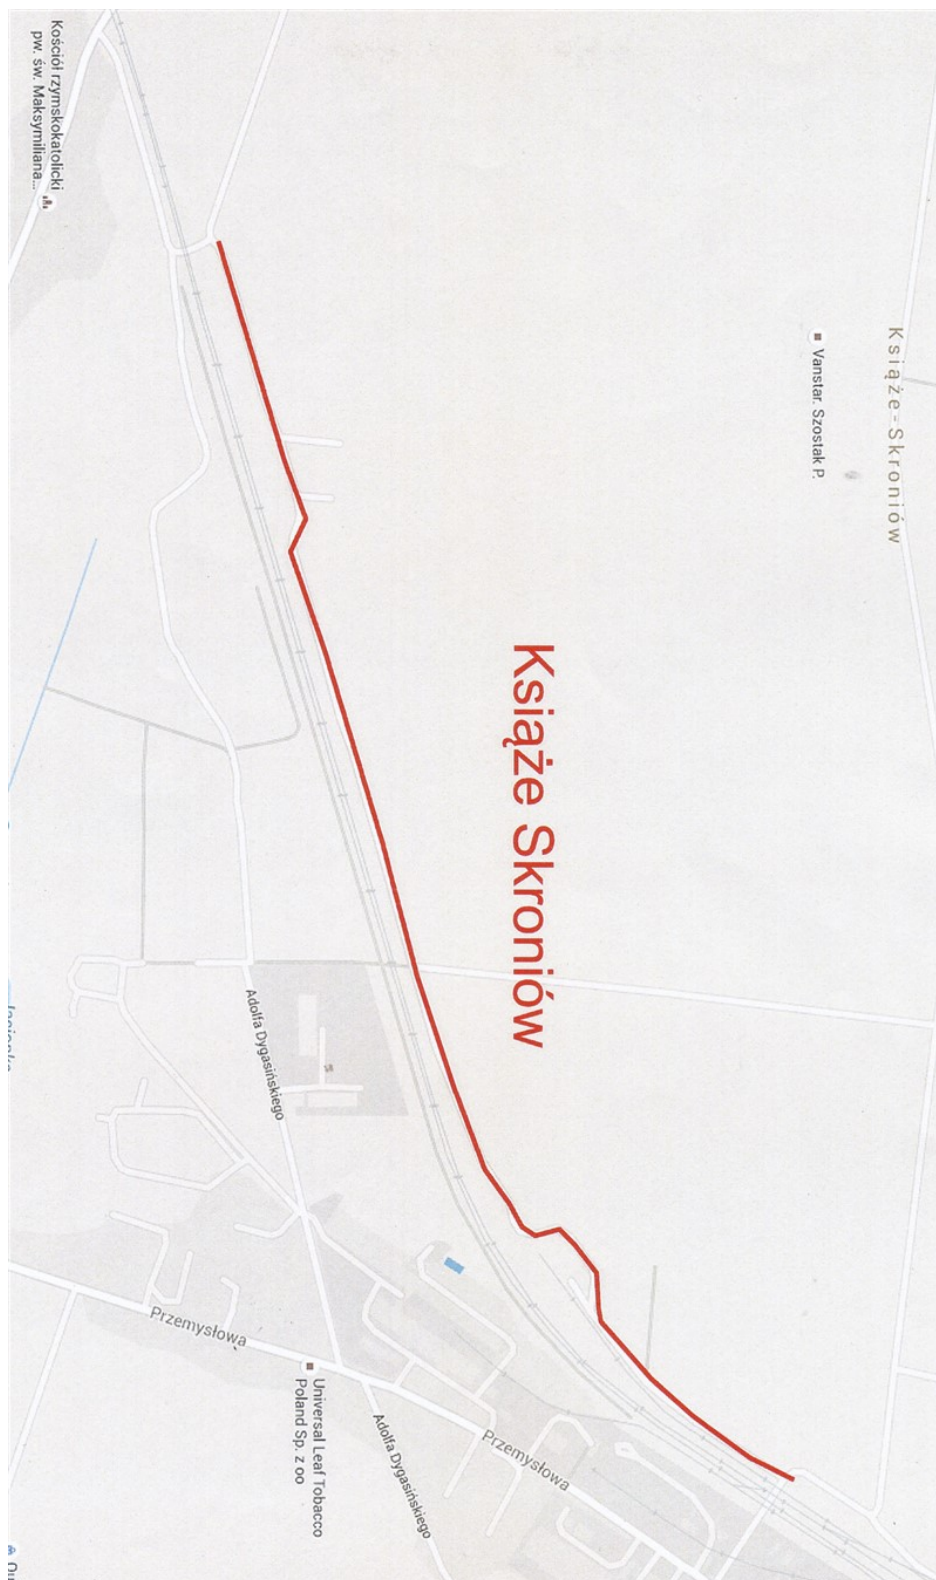 Kościół rzymskokatolicki
pw. św. Maksymiliana...
Książe-Skroniów
Vanstar. Szostak P.
Książe Skroniów
Adolfa Dygasińskiego
Przemysłowa
Universal Leaf Tobacco
Poland Sp. z oo
Adolfa Dygasińskiego
Przemysłowa